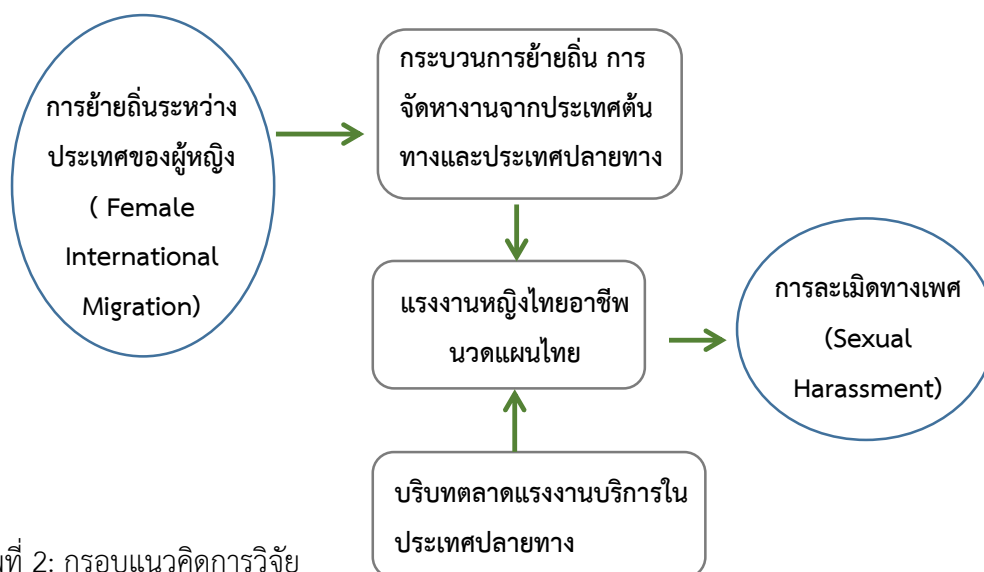 การย้ายถิ่นระหว่าง
ประเทศของผู้หญิง
( Female
International
Migration)
กระบวนการย้ายถิ่น การ
จัดหางานจากประเทศต้น
ทางและประเทศปลายทาง
แรงงานหญิงไทยอาชีพ
นวดแผนไทย
การละเมิดทางเพศ
(Sexual
Harassment)
บริบทตลาดแรงงานบริการใน
ประเทศปลายทาง
ที่ 2: กรอบแนวคิดการวิจัย